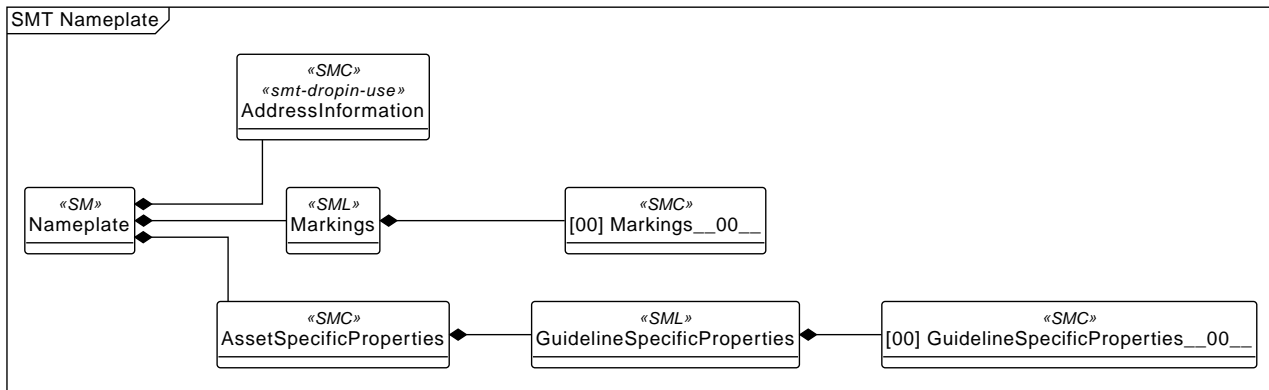 SMT Nameplate
«SMC»
«smt-dropin-use»
AddressInformation
«SM»
Nameplate
«SML»
Markings
«SMC»
[00] Markings__00__
«SMC»
AssetSpecificProperties
«SML»
GuidelineSpecificProperties
«SMC»
[00] GuidelineSpecificProperties__00__